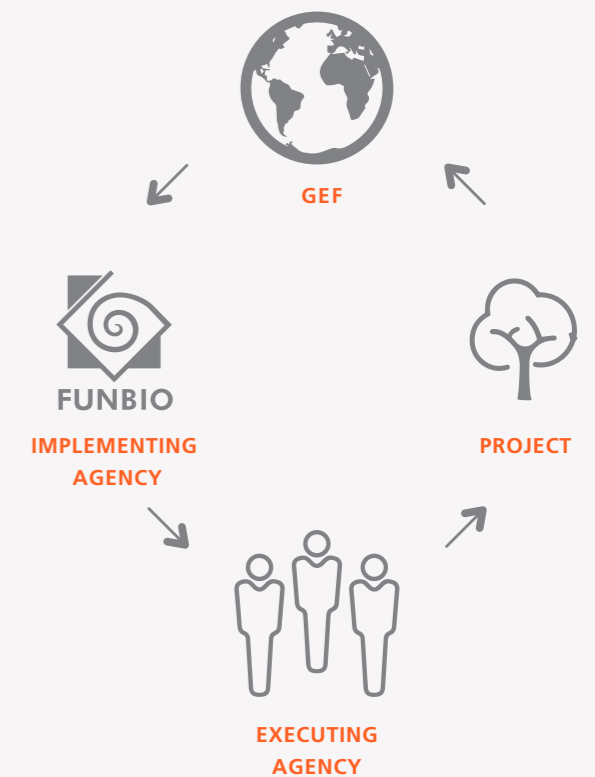 GEF
FUNBIO
IMPLEMENTING
AGENCY
PROJECT
EXECUTING
AGENCY